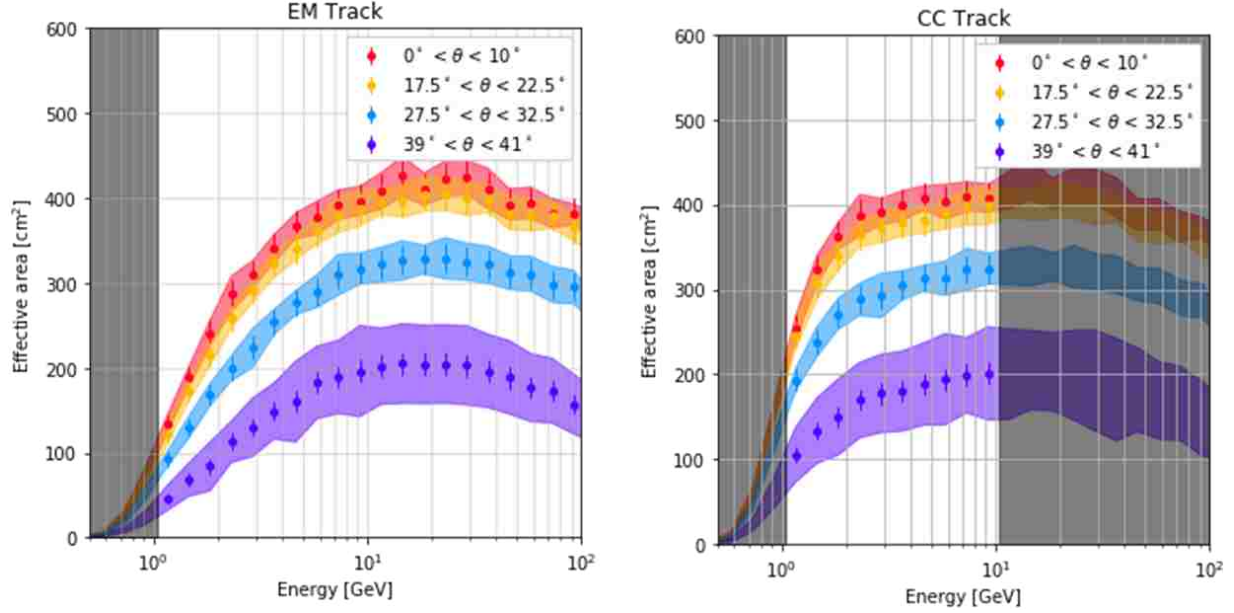 EM Track
600
500
400
300
200
100
0
Effective area [cm²]
0° < θ < 10°
17.5° < θ < 22.5°
27.5° < θ < 32.5°
39° < θ < 41°
10⁰
10¹
10²
Energy [GeV]
CC Track
600
500
400
300
200
100
0
Effective area [cm²]
0° < θ < 10°
17.5° < θ < 22.5°
27.5° < θ < 32.5°
39° < θ < 41°
10⁰
10¹
10²
Energy [GeV]